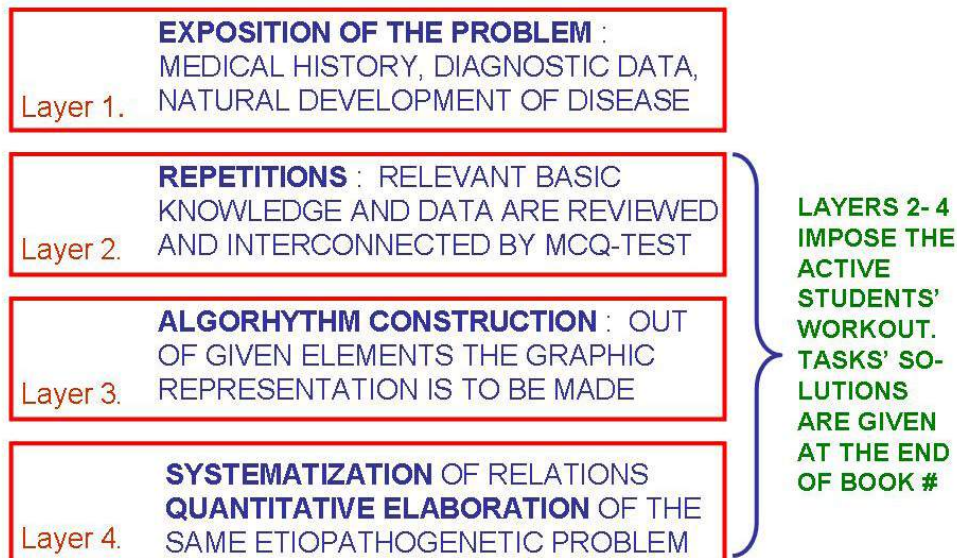 EXPOSITION OF THE PROBLEM :
MEDICAL HISTORY, DIAGNOSTIC DATA,
Layer 1. NATURAL DEVELOPMENT OF DISEASE
REPETITIONS : RELEVANT BASIC
KNOWLEDGE AND DATA ARE REVIEWED
Layer 2. AND INTERCONNECTED BY MCQ-TEST
ALGORHYTHM CONSTRUCTION : OUT
OF GIVEN ELEMENTS THE GRAPHIC
Layer 3. REPRESENTATION IS TO BE MADE
SYSTEMATIZATION OF RELATIONS
QUANTITATIVE ELABORATION OF THE
Layer 4. SAME ETIOPATHOGENETIC PROBLEM
LAYERS 2- 4
IMPOSE THE
ACTIVE
STUDENTS’
WORKOUT.
TASKS’ SO-
LUTIONS
ARE GIVEN
AT THE END
OF BOOK #